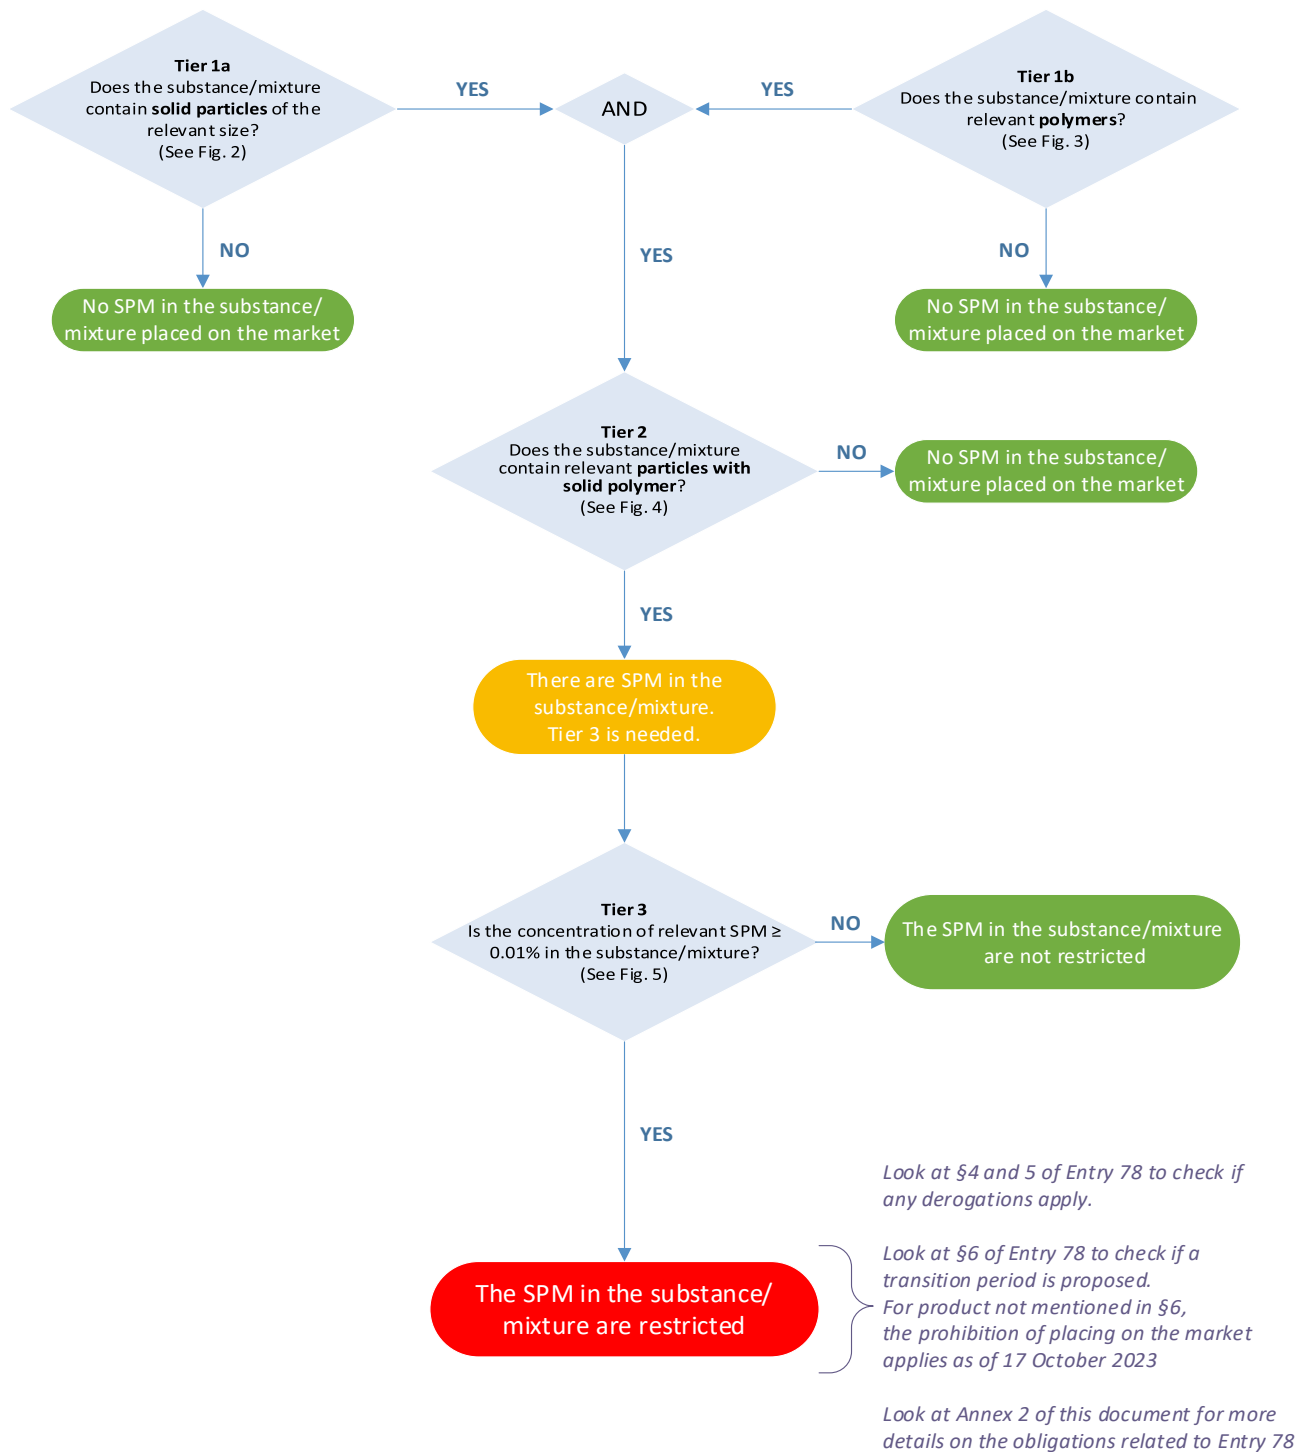 Tier 1a
Does the substance/mixture
contain solid particles of the
relevant size?
(See Fig. 2)
YES
AND
YES
Tier 1b
Does the substance/mixture contain
relevant polymers?
(See Fig. 3)
NO
YES
NO
No SPM in the substance/
mixture placed on the market
No SPM in the substance/
mixture placed on the market
Tier 2
Does the substance/mixture
contain relevant particles with
solid polymer?
(See Fig. 4)
NO
No SPM in the substance/
mixture placed on the market
YES
There are SPM in the
substance/mixture.
Tier 3 is needed.
Tier 3
Is the concentration of relevant SPM ≥
0.01% in the substance/mixture?
(See Fig. 5)
NO
The SPM in the substance/mixture
are not restricted
YES
The SPM in the substance/
mixture are restricted
Look at §4 and 5 of Entry 78 to check if
any derogations apply.
Look at §6 of Entry 78 to check if a
transition period is proposed.
For product not mentioned in §6,
the prohibition of placing on the market
applies as of 17 October 2023
Look at Annex 2 of this document for more
details on the obligations related to Entry 78